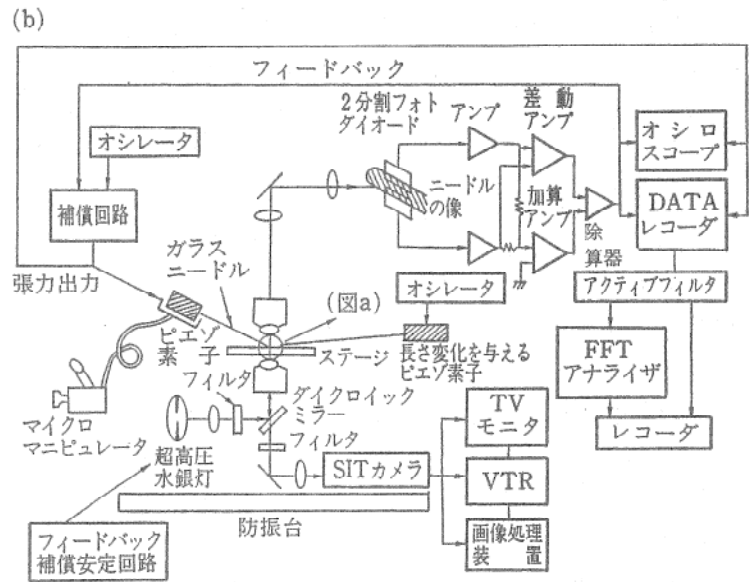 (b)
フィードバック
2分割フォト
ダイオード
アンプ
差動
アンプ
オシロ
スコープ
オシレータ
補償回路
ニードル
の像
加算
アンプ
DATA
レコーダ
除
算器
ガラス
ニードル
張力出力
(図a)
オシレータ
アクティブフィルタ
ピエゾ
素子
ステージ
長さ変化を与える
ピエゾ素子
FFT
アナライザ
フィルタ
ダイクロイック
ミラー
マイクロ
マニピュレータ
TV
モニタ
レコーダ
フィルタ
超高圧
水銀灯
SITカメラ
VTR
防振台
フィードバック
補償安定回路
画像処理
装置